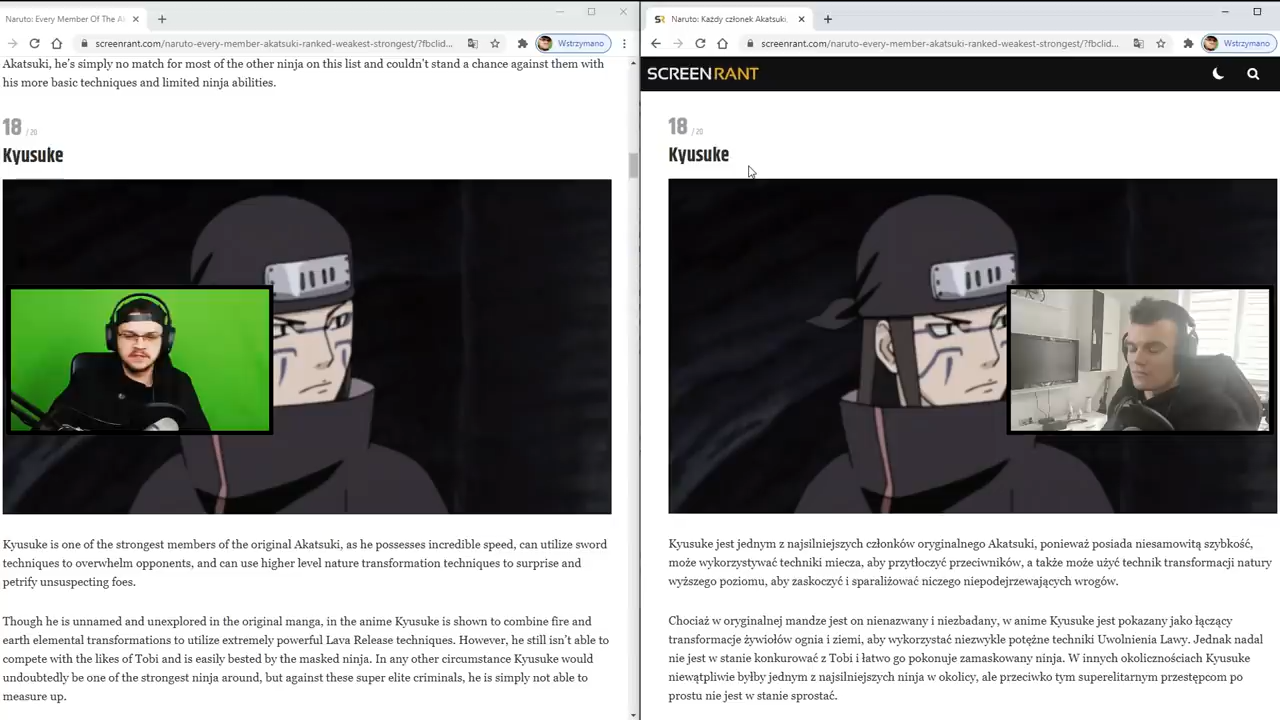 Naruto: Every Member Of The A
screenrant.com/naruto-every-member-akatsuki-ranked-weakest-strongest/?fbclid...
Wstrzymano
Akatsuki, he's simply no match for most of the other ninja on this list and couldn't stand a chance against them with
his more basic techniques and limited ninja abilities.
18 / 20
Kyusuke
Kyusuke is one of the strongest members of the original Akatsuki, as he possesses incredible speed, can utilize sword
techniques to overwhelm opponents, and can use higher level nature transformation techniques to surprise and
petrify unsuspecting foes.
Though he is unnamed and unexplored in the original manga, in the anime Kyusuke is shown to combine fire and
earth elemental transformations to utilize extremely powerful Lava Release techniques. However, he still isn't able to
compete with the likes of Tobi and is easily bested by the masked ninja. In any other circumstance Kyusuke would
undoubtedly be one of the strongest ninja around, but against these super elite criminals, he is simply not able to
measure up.
SR Naruto: Każdy członek Akatsuki
screenrant.com/naruto-every-member-akatsuki-ranked-weakest-strongest/?fbclid...
Wstrzymano
SCREENRANT
18 / 20
Kyusuke
Kyusuke jest jednym z najsilniejszych członków oryginalnego Akatsuki, ponieważ posiada niesamowitą szybkość,
może wykorzystywać techniki miecza, aby przytłoczyć przeciwników, a także może użyć technik transformacji natury
wyższego poziomu, aby zaskoczyć i sparaliżować niczego niepodejrzewających wrogów.
Chociaż w oryginalnej mandze jest on nienazwany i niezbadany, w anime Kyusuke jest pokazany jako łączący
transformacje żywiołów ognia i ziemi, aby wykorzystać niezwykle potężne techniki Uwolnienia Lawy. Jednak nadal
nie jest w stanie konkurować z Tobi i łatwo go pokonuje zamaskowany ninja. W innych okolicznościach Kyusuke
niewątpliwie byłby jednym z najsilniejszych ninja w okolicy, ale przeciwko tym superelitarnym przestępcom po
prostu nie jest w stanie sprostać.